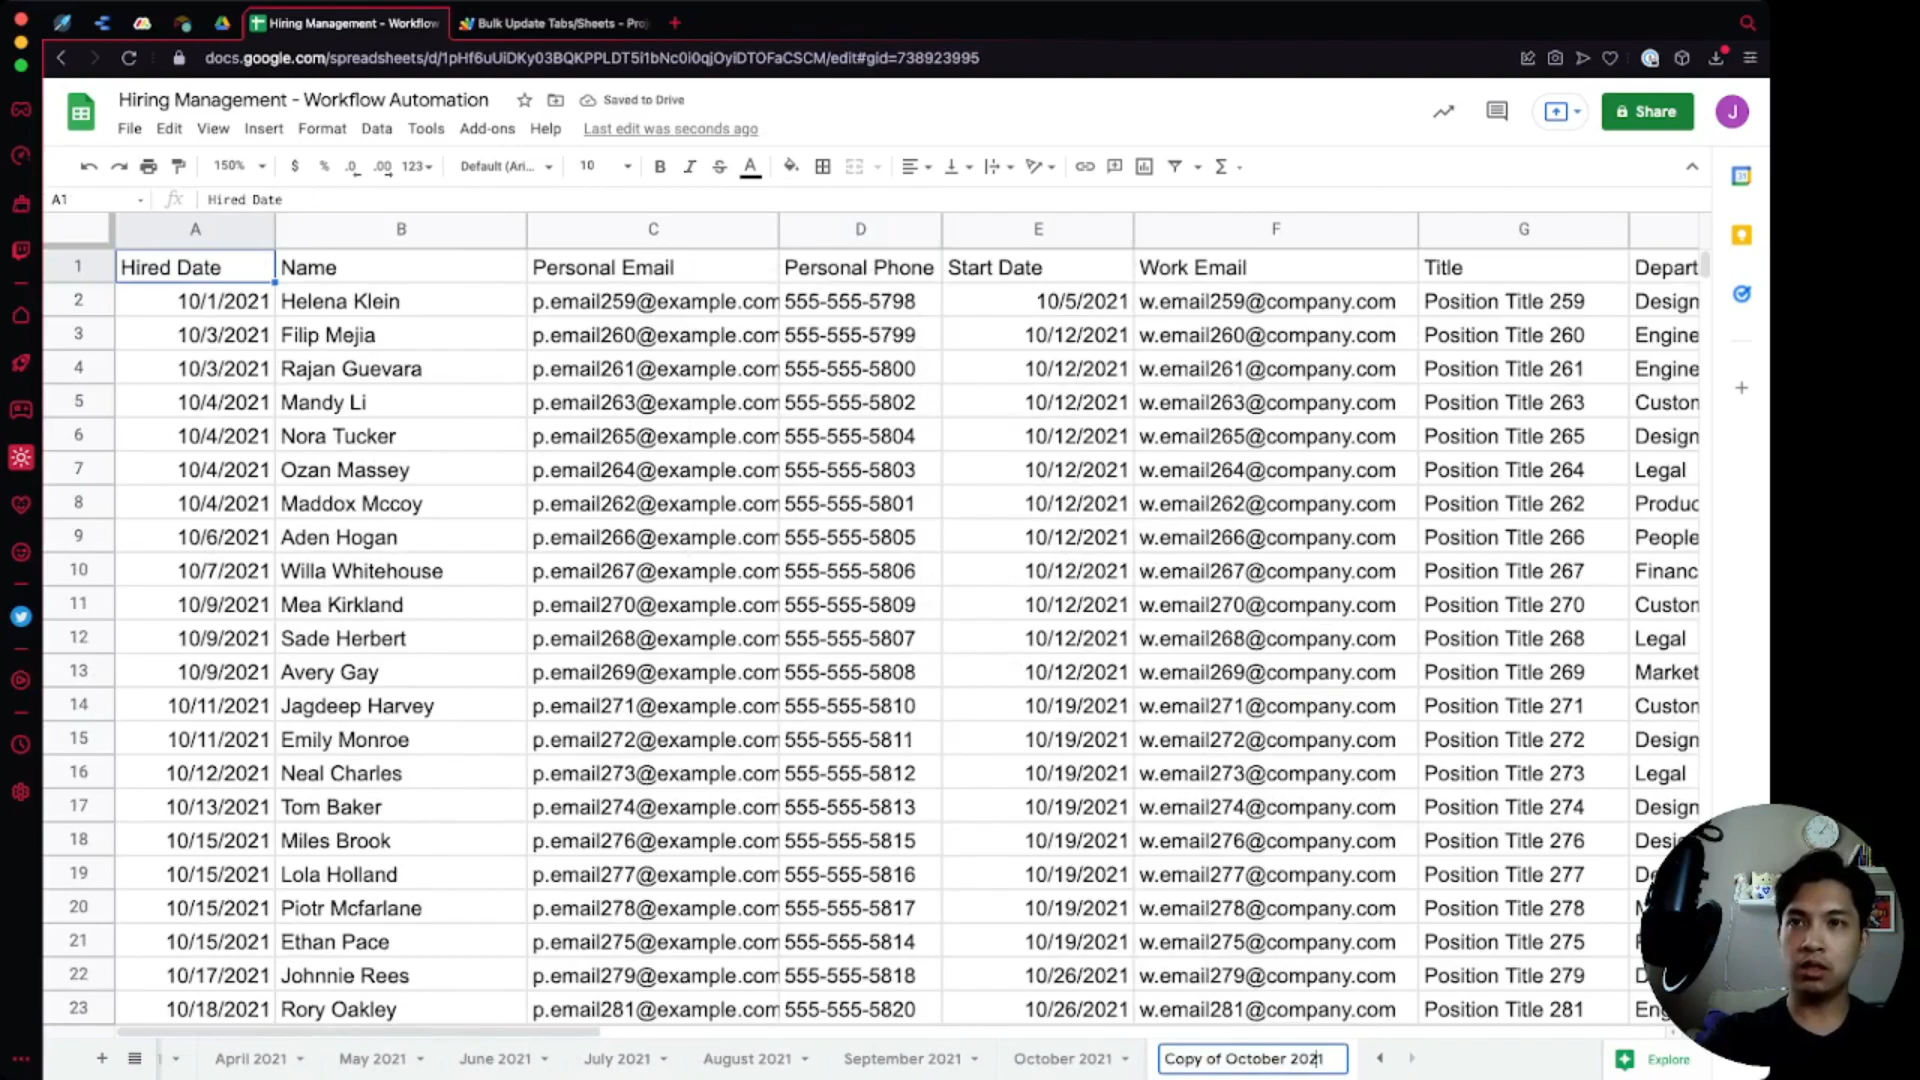 Hiring Management - Workflow
Bulk Update Tabs/Sheets - Proj
docs.google.com/spreadsheets/d/1pHf6uUiDKy03BQKPPLDT5i1bNc0i0qjOyiDTOFaCSCM/edit#gid=738923995
Hiring Management - Workflow Automation
Saved to Drive
File Edit View Insert Format Data Tools Add-ons Help Last edit was seconds ago
Share
J
150% $ % .0 .00 123 Default (Ari... 10 B I S A Σ
A1 fx Hired Date
A B C D E F G
1 Hired Date Name Personal Email Personal Phone Start Date Work Email Title Depart
2 10/1/2021 Helena Klein p.email259@example.com 555-555-5798 10/5/2021 w.email259@company.com Position Title 259 Design
3 10/3/2021 Filip Mejia p.email260@example.com 555-555-5799 10/12/2021 w.email260@company.com Position Title 260 Engine
4 10/3/2021 Rajan Guevara p.email261@example.com 555-555-5800 10/12/2021 w.email261@company.com Position Title 261 Engine
5 10/4/2021 Mandy Li p.email263@example.com 555-555-5802 10/12/2021 w.email263@company.com Position Title 263 Custon
6 10/4/2021 Nora Tucker p.email265@example.com 555-555-5804 10/12/2021 w.email265@company.com Position Title 265 Design
7 10/4/2021 Ozan Massey p.email264@example.com 555-555-5803 10/12/2021 w.email264@company.com Position Title 264 Legal
8 10/4/2021 Maddox Mccoy p.email262@example.com 555-555-5801 10/12/2021 w.email262@company.com Position Title 262 Produc
9 10/6/2021 Aden Hogan p.email266@example.com 555-555-5805 10/12/2021 w.email266@company.com Position Title 266 People
10 10/7/2021 Willa Whitehouse p.email267@example.com 555-555-5806 10/12/2021 w.email267@company.com Position Title 267 Financ
11 10/9/2021 Mea Kirkland p.email270@example.com 555-555-5809 10/12/2021 w.email270@company.com Position Title 270 Custon
12 10/9/2021 Sade Herbert p.email268@example.com 555-555-5807 10/12/2021 w.email268@company.com Position Title 268 Legal
13 10/9/2021 Avery Gay p.email269@example.com 555-555-5808 10/12/2021 w.email269@company.com Position Title 269 Market
14 10/11/2021 Jagdeep Harvey p.email271@example.com 555-555-5810 10/19/2021 w.email271@company.com Position Title 271 Custon
15 10/11/2021 Emily Monroe p.email272@example.com 555-555-5811 10/19/2021 w.email272@company.com Position Title 272 Design
16 10/12/2021 Neal Charles p.email273@example.com 555-555-5812 10/19/2021 w.email273@company.com Position Title 273 Legal
17 10/13/2021 Tom Baker p.email274@example.com 555-555-5813 10/19/2021 w.email274@company.com Position Title 274 Design
18 10/15/2021 Miles Brook p.email276@example.com 555-555-5815 10/19/2021 w.email276@company.com Position Title 276
19 10/15/2021 Lola Holland p.email277@example.com 555-555-5816 10/19/2021 w.email277@company.com Position Title 277
20 10/15/2021 Piotr Mcfarlane p.email278@example.com 555-555-5817 10/19/2021 w.email278@company.com Position Title 278
21 10/15/2021 Ethan Pace p.email275@example.com 555-555-5814 10/19/2021 w.email275@company.com Position Title 275
22 10/17/2021 Johnnie Rees p.email279@example.com 555-555-5818 10/26/2021 w.email279@company.com Position Title 279
23 10/18/2021 Rory Oakley p.email281@example.com 555-555-5820 10/26/2021 w.email281@company.com Position Title 281
April 2021 May 2021 June 2021 July 2021 August 2021 September 2021 October 2021 Copy of October 2021 Explore